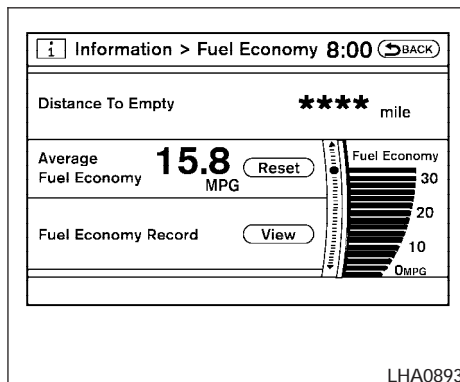 i Information > Fuel Economy 8:00 BACK
Distance To Empty **** mile
Average Fuel Economy 15.8 MPG Reset
Fuel Economy
30
20
10
0MPG
Fuel Economy Record View
LHA0893